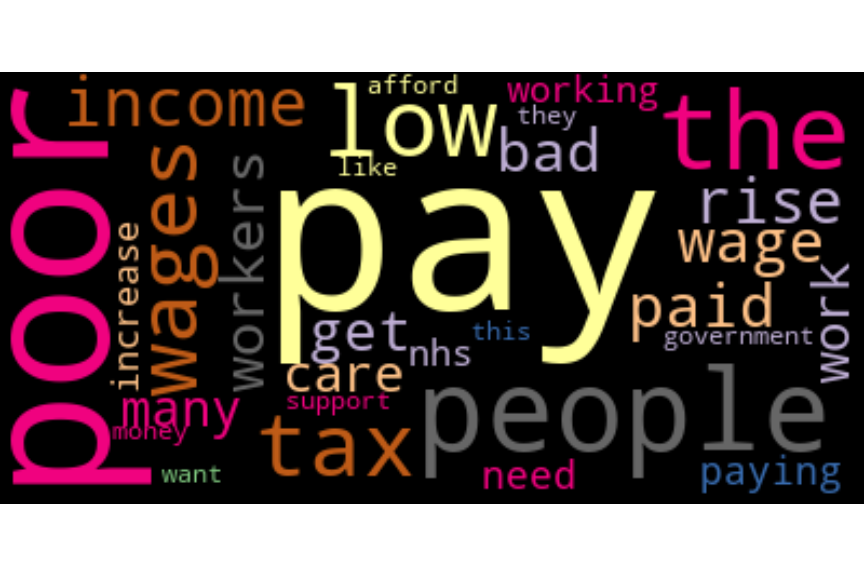 afford
income
low
working
the
they
poor
bad
like
wages
workers
pay
rise
wage
increase
work
paid
get
this
government
nhs
care
many
support
people
money
tax
want
need
paying